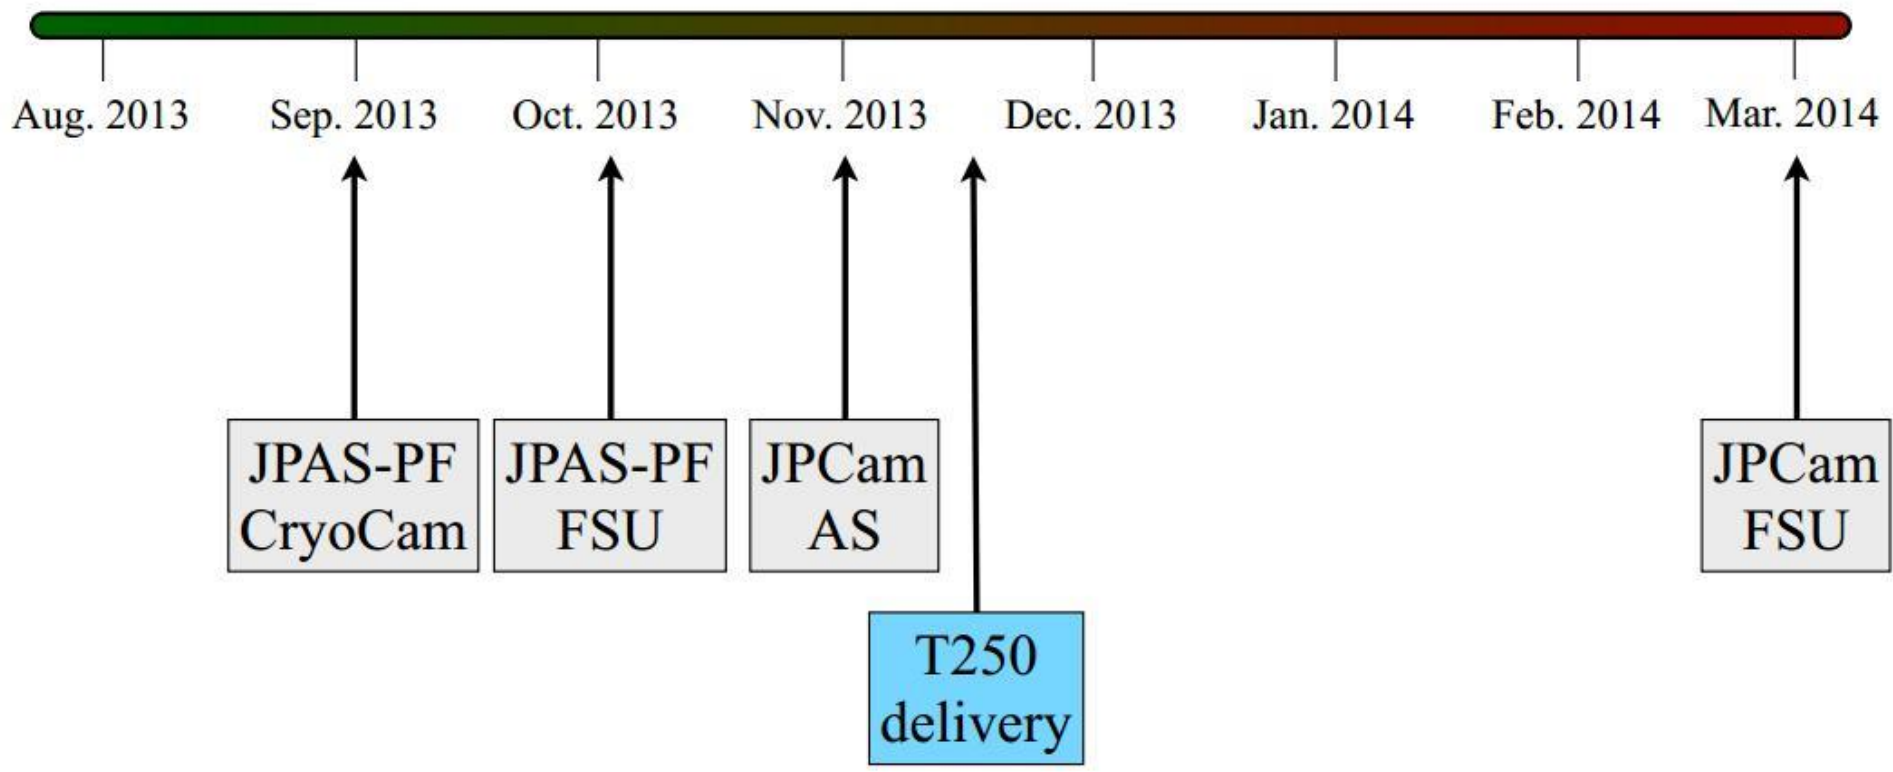 Aug. 2013
Sep. 2013
Oct. 2013
Nov. 2013
Dec. 2013
Jan. 2014
Feb. 2014
Mar. 2014
JPAS-PF
CryoCam
JPAS-PF
FSU
JPCam
AS
JPCam
FSU
T250
delivery